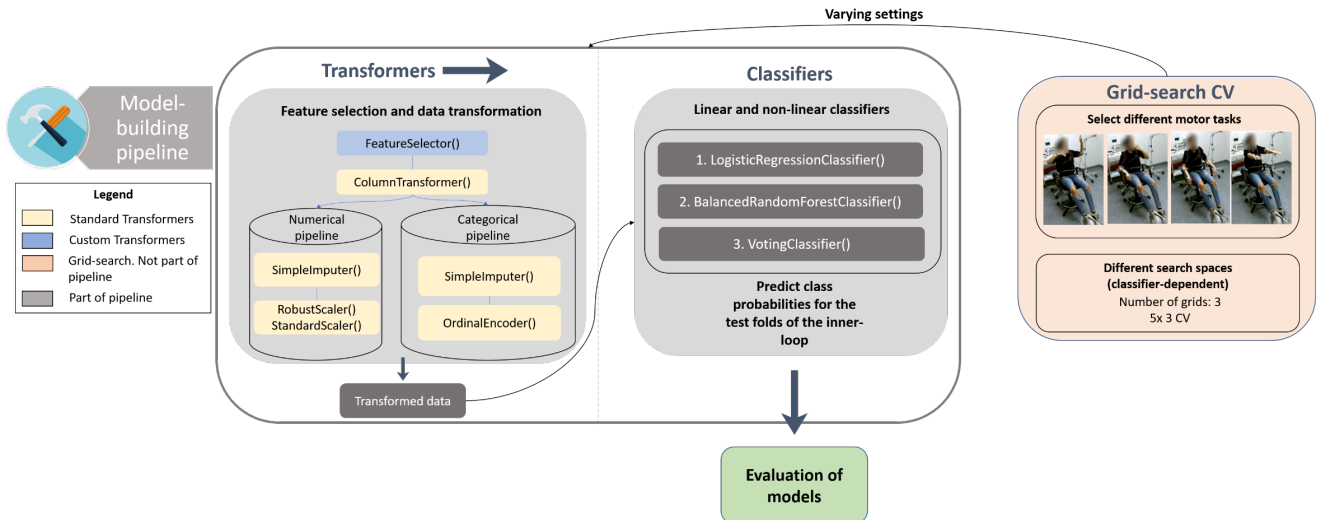 Varying settings
Model-
building
pipeline
Legend
Standard Transformers
Custom Transformers
Grid-search. Not part of
pipeline
Part of pipeline
Transformers
Feature selection and data transformation
FeatureSelector()
ColumnTransformer()
Numerical
pipeline
SimpleImputer()
RobustScaler()
StandardScaler()
Categorical
pipeline
SimpleImputer()
OrdinalEncoder()
Transformed data
Classifiers
Linear and non-linear classifiers
1. LogisticRegressionClassifier()
2. BalancedRandomForestClassifier()
3. VotingClassifier()
Predict class
probabilities for the
test folds of the inner-
loop
Evaluation of
models
Grid-search CV
Select different motor tasks
Different search spaces
(classifier-dependent)
Number of grids: 3
5x 3 CV